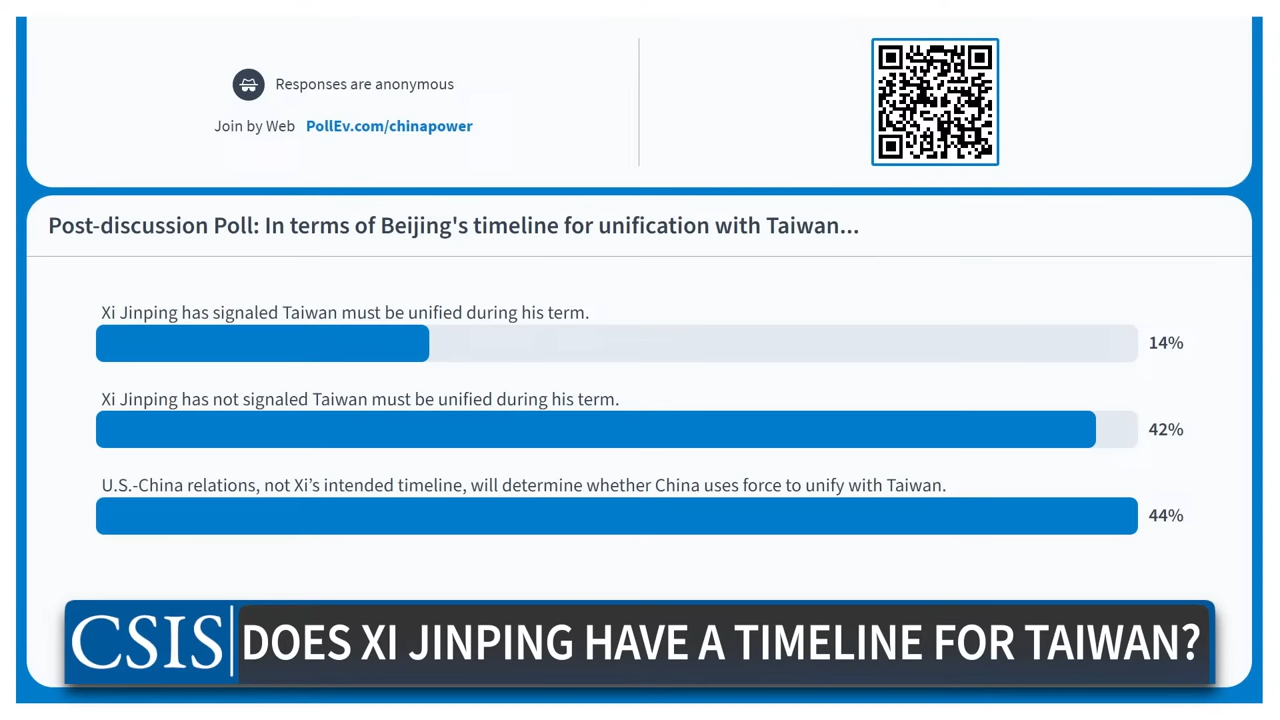 Responses are anonymous
Join by Web PollEv.com/chinapower
Post-discussion Poll: In terms of Beijing's timeline for unification with Taiwan...
Xi Jinping has signaled Taiwan must be unified during his term.
14%
Xi Jinping has not signaled Taiwan must be unified during his term.
42%
U.S.-China relations, not Xi’s intended timeline, will determine whether China uses force to unify with Taiwan.
44%
CSIS DOES XI JINPING HAVE A TIMELINE FOR TAIWAN?